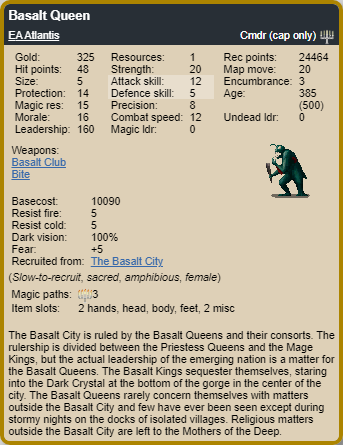 Basalt Queen
EA Atlantis Cmdr (cap only)
Gold: 325 Resources: 1 Rec points: 24464
Hit points: 48 Strength: 20 Map move: 20
Size: 5 Attack skill: 12 Encumbrance: 3
Protection: 14 Defence skill: 5 Age: 385
Magic res: 15 Precision: 8 (500)
Morale: 16 Combat speed: 12 Undead ldr: 0
Leadership: 160 Magic ldr: 0
Weapons:
Basalt Club
Bite
Basecost: 10090
Resist fire: 5
Resist cold: 5
Dark vision: 100%
Fear: +5
Recruited from: The Basalt City
(Slow-to-recruit, sacred, amphibious, female)
Magic paths: 3
Item slots: 2 hands, head, body, feet, 2 misc
The Basalt City is ruled by the Basalt Queens and their consorts. The
rulership is divided between the Priestess Queens and the Mage
Kings, but the actual leadership of the emerging nation is a matter for
the Basalt Queens. The Basalt Kings sequester themselves, staring
into the Dark Crystal at the bottom of the gorge in the center of the
city. The Basalt Queens rarely concern themselves with matters
outside the Basalt City and few have ever been seen except during
stormy nights on the docks of isolated villages. Religious matters
outside the Basalt City are left to the Mothers of the Deep.